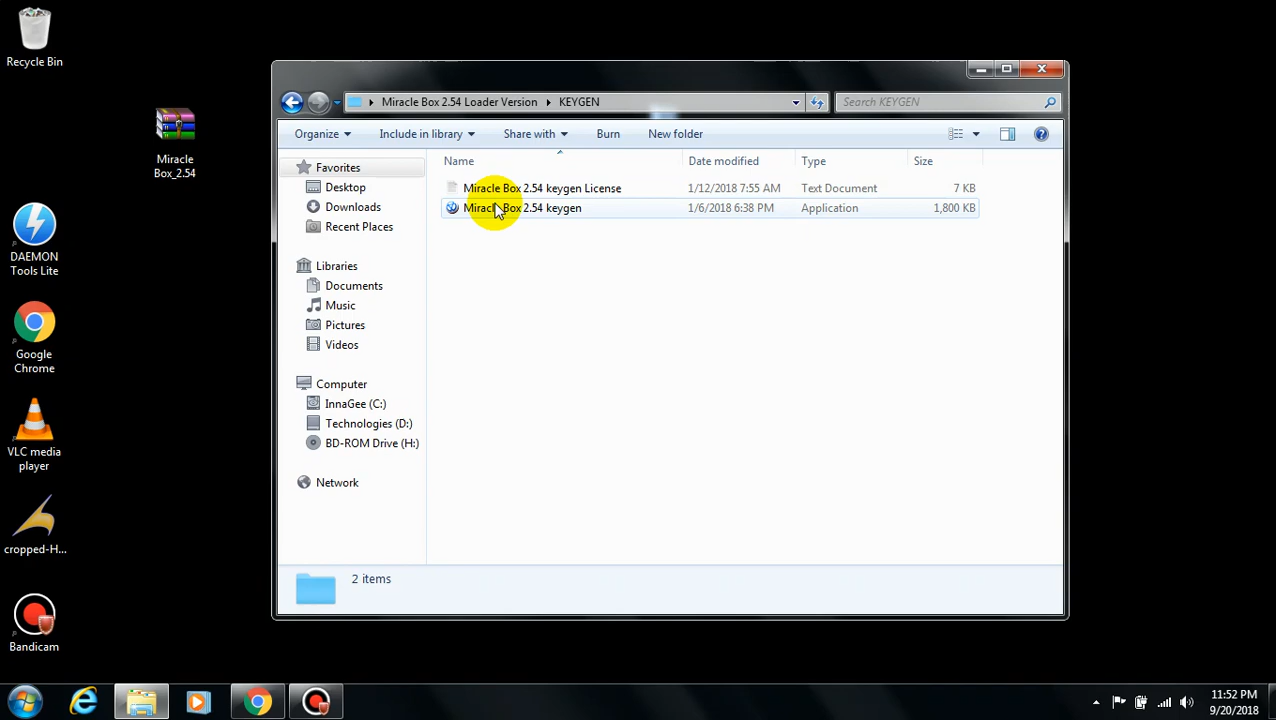 Recycle Bin
Miracle
Box_2.54
DAEMON
Tools Lite
Google
Chrome
VLC media
player
cropped-H...
Bandicam
Miracle Box 2.54 Loader Version
KEYGEN
Search KEYGEN
Organize
Include in library
Share with
Burn
New folder
Favorites
Desktop
Downloads
Recent Places
Libraries
Documents
Music
Pictures
Videos
Computer
InnaGee (C:)
Technologies (D:)
BD-ROM Drive (H:)
Network
Name Date modified Type Size
Miracle Box 2.54 keygen License 1/12/2018 7:55 AM Text Document 7 KB
Miracle Box 2.54 keygen 1/6/2018 6:38 PM Application 1,800 KB
2 items
11:52 PM
9/20/2018